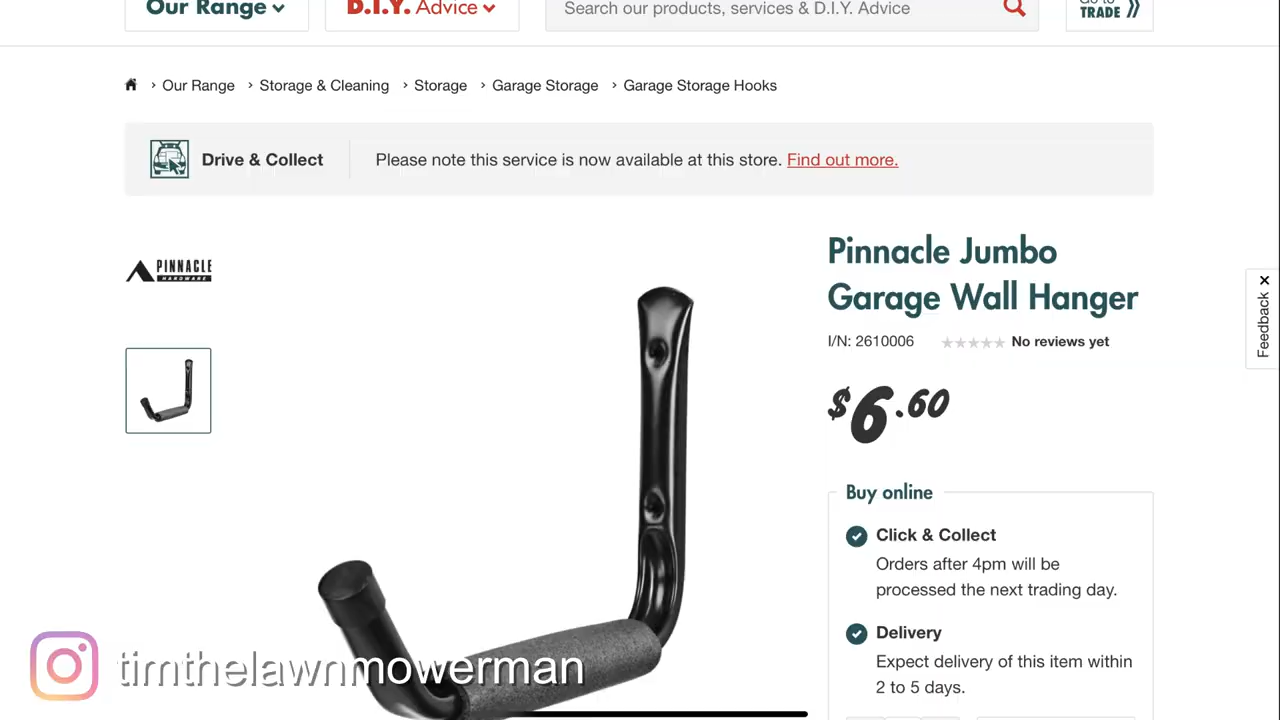 Our Range
D.I.Y. Advice
Search our products, services & D.I.Y. Advice
Go to
TRADE
Our Range
Storage & Cleaning
Storage
Garage Storage
Garage Storage Hooks
Drive & Collect
Please note this service is now available at this store. Find out more.
PINNACLE
HARDWARE
Pinnacle Jumbo
Garage Wall Hanger
I/N: 2610006
No reviews yet
$6.60
Feedback X
Buy online
Click & Collect
Orders after 4pm will be
processed the next trading day.
Delivery
Expect delivery of this item within
2 to 5 days.
timthelawnmowerman